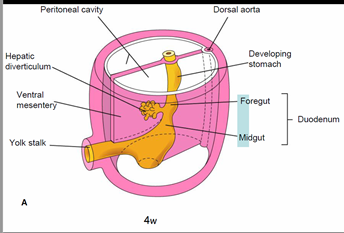 Peritoneal cavity
Dorsal aorta
Hepatic
diverticulum
Developing
stomach
Ventral
mesentery
Foregut
Duodenum
Yolk stalk
Midgut
A
4w